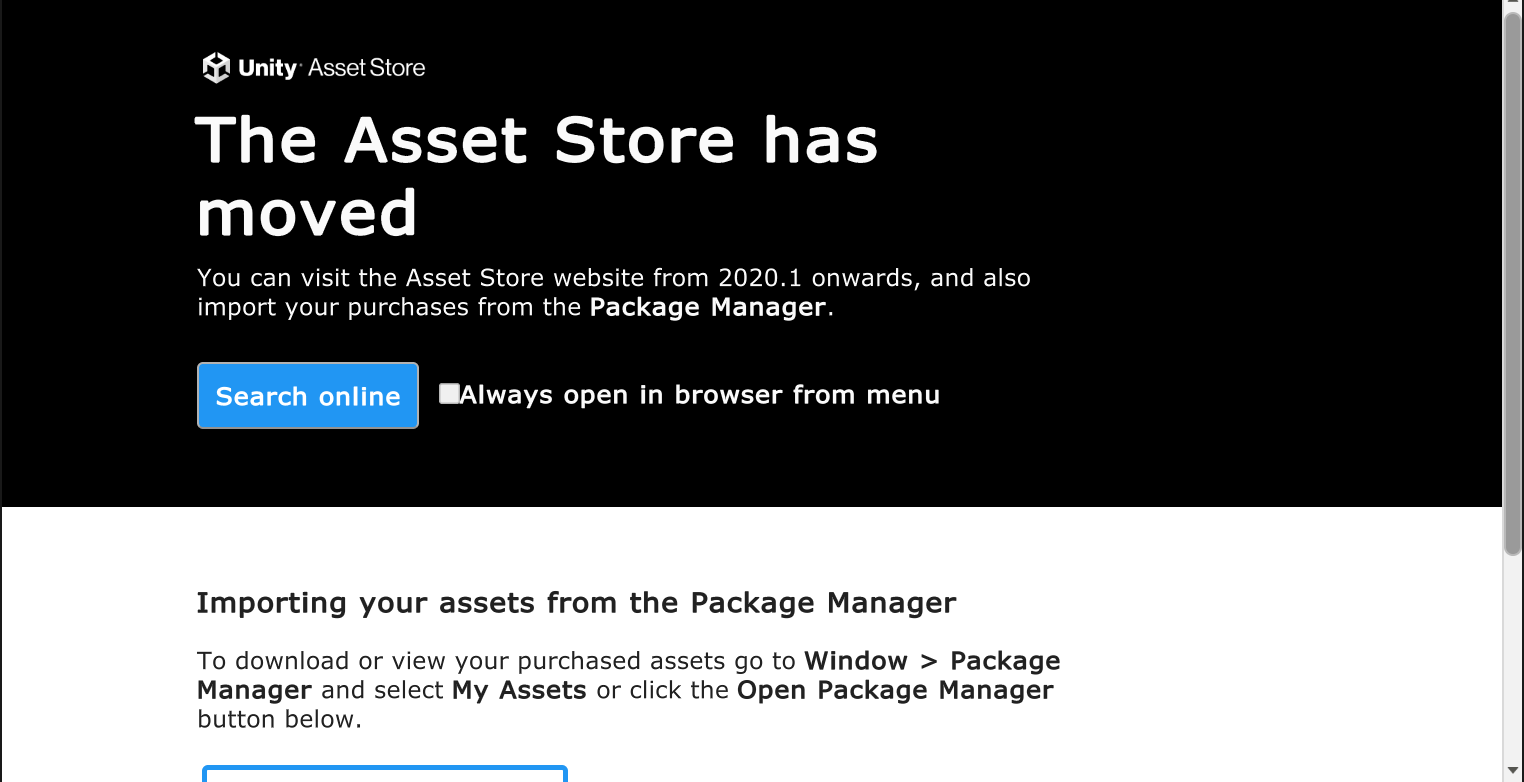 Unity Asset Store
The Asset Store has
moved
You can visit the Asset Store website from 2020.1 onwards, and also
import your purchases from the Package Manager.
Search online
Always open in browser from menu
Importing your assets from the Package Manager
To download or view your purchased assets go to Window > Package
Manager and select My Assets or click the Open Package Manager
button below.